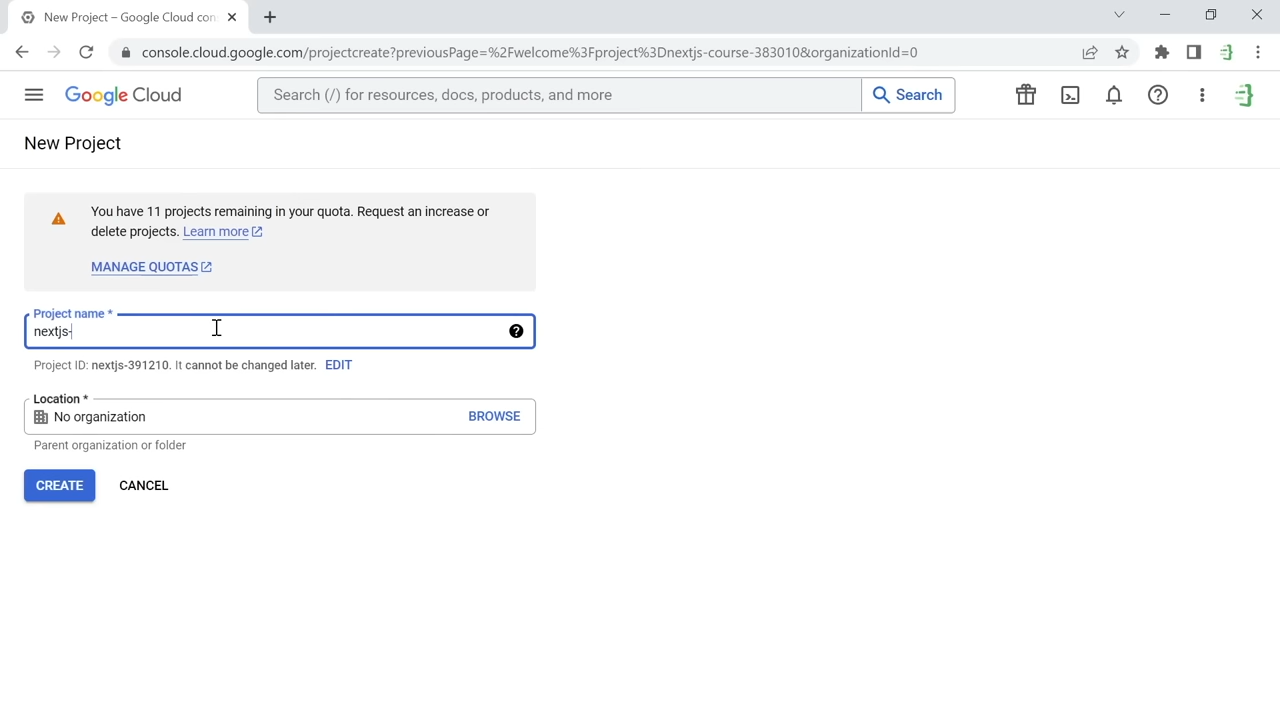 New Project – Google Cloud con
console.cloud.google.com/projectcreate?previousPage=%2Fwelcome%3Fproject%3Dnextjs-course-383010&organizationId=0
Google Cloud
Search (/) for resources, docs, products, and more
Search
New Project
You have 11 projects remaining in your quota. Request an increase or
delete projects. Learn more
MANAGE QUOTAS
Project name *
nextjs-
Project ID: nextjs-391210. It cannot be changed later. EDIT
Location *
No organization
BROWSE
Parent organization or folder
CREATE
CANCEL